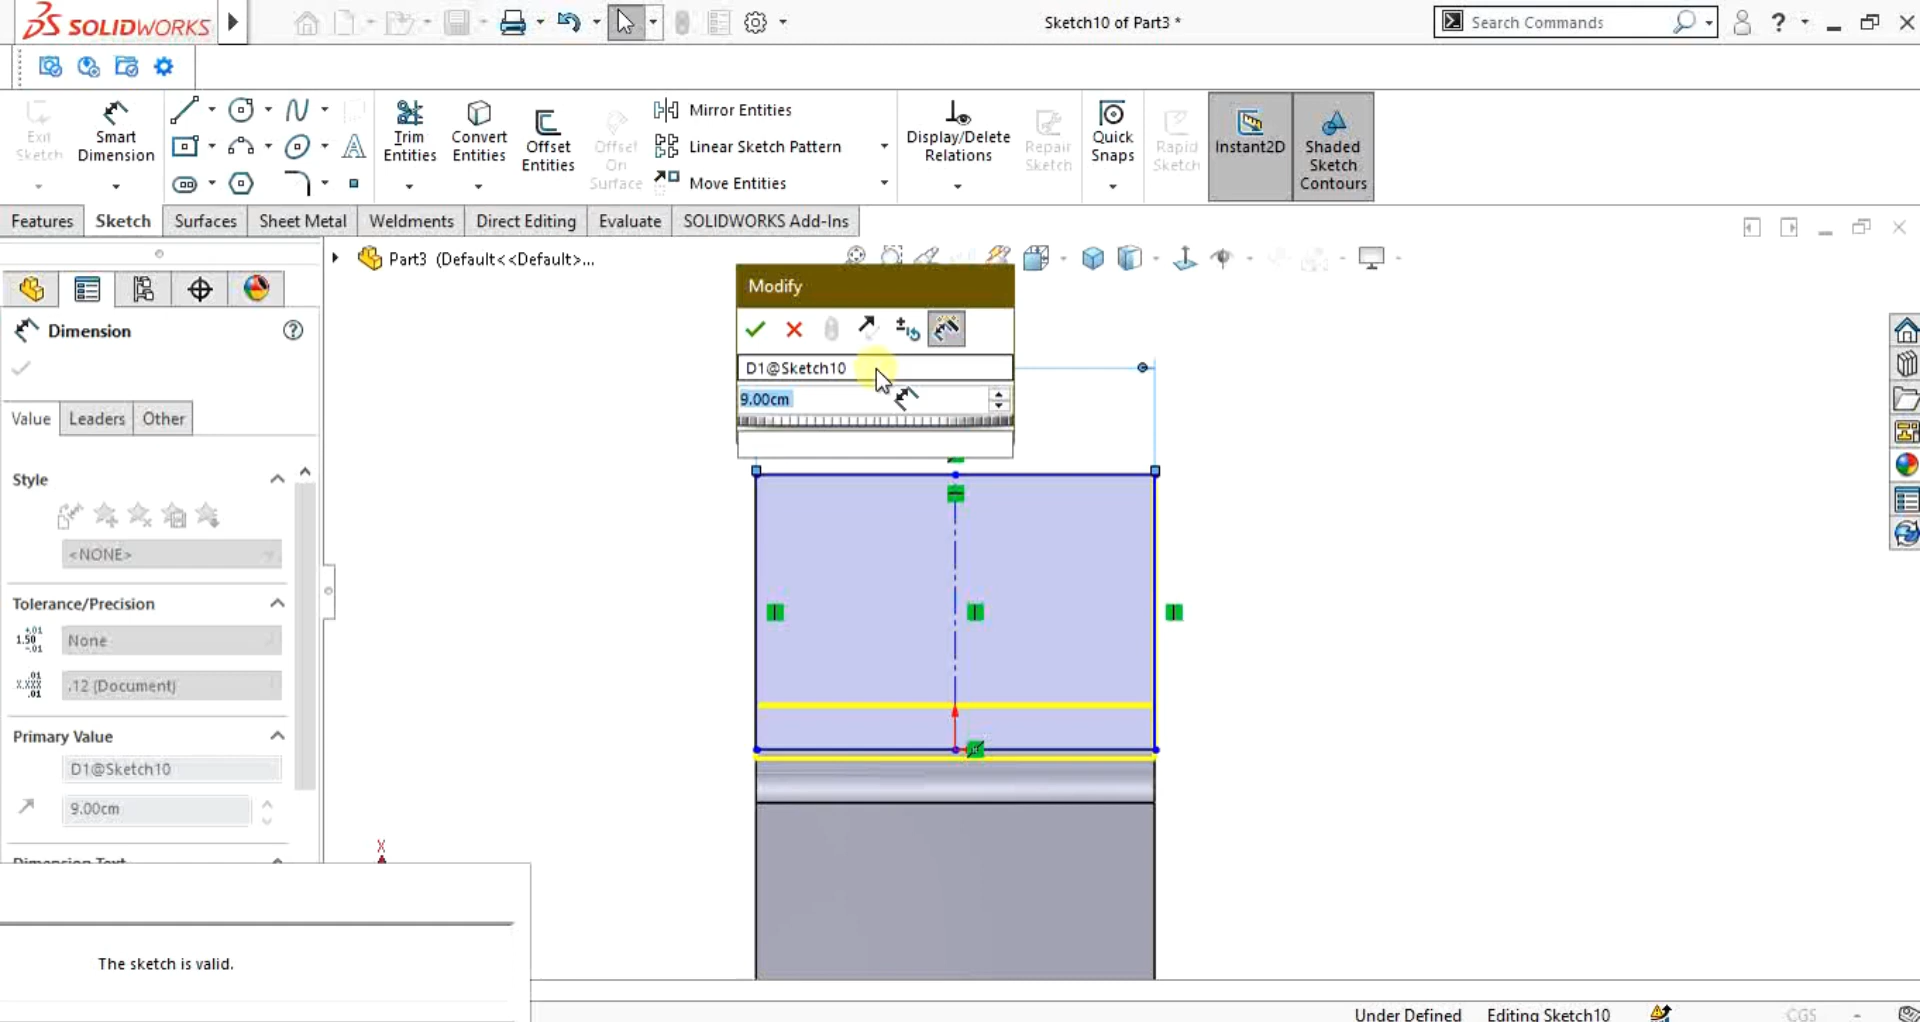 SOLIDWORKS
Sketch10 of Part3 *
Search Commands
?
Exit Sketch
Smart Dimension
Trim Entities
Convert Entities
Offset Entities
Offset On Surface
Mirror Entities
Linear Sketch Pattern
Move Entities
Display/Delete Relations
Repair Sketch
Quick Snaps
Rapid Sketch
Instant2D
Shaded Sketch Contours
Features
Sketch
Surfaces
Sheet Metal
Weldments
Direct Editing
Evaluate
SOLIDWORKS Add-Ins
Part3 (Default<<Default>...
Dimension
Value
Leaders
Other
Style
<NONE>
Tolerance/Precision
None
.12 (Document)
Primary Value
D1@Sketch10
9.00cm
Dimension Text
The sketch is valid.
Modify
D1@Sketch10
9.00cm
X
Under Defined
Editing Sketch10
CGS
-